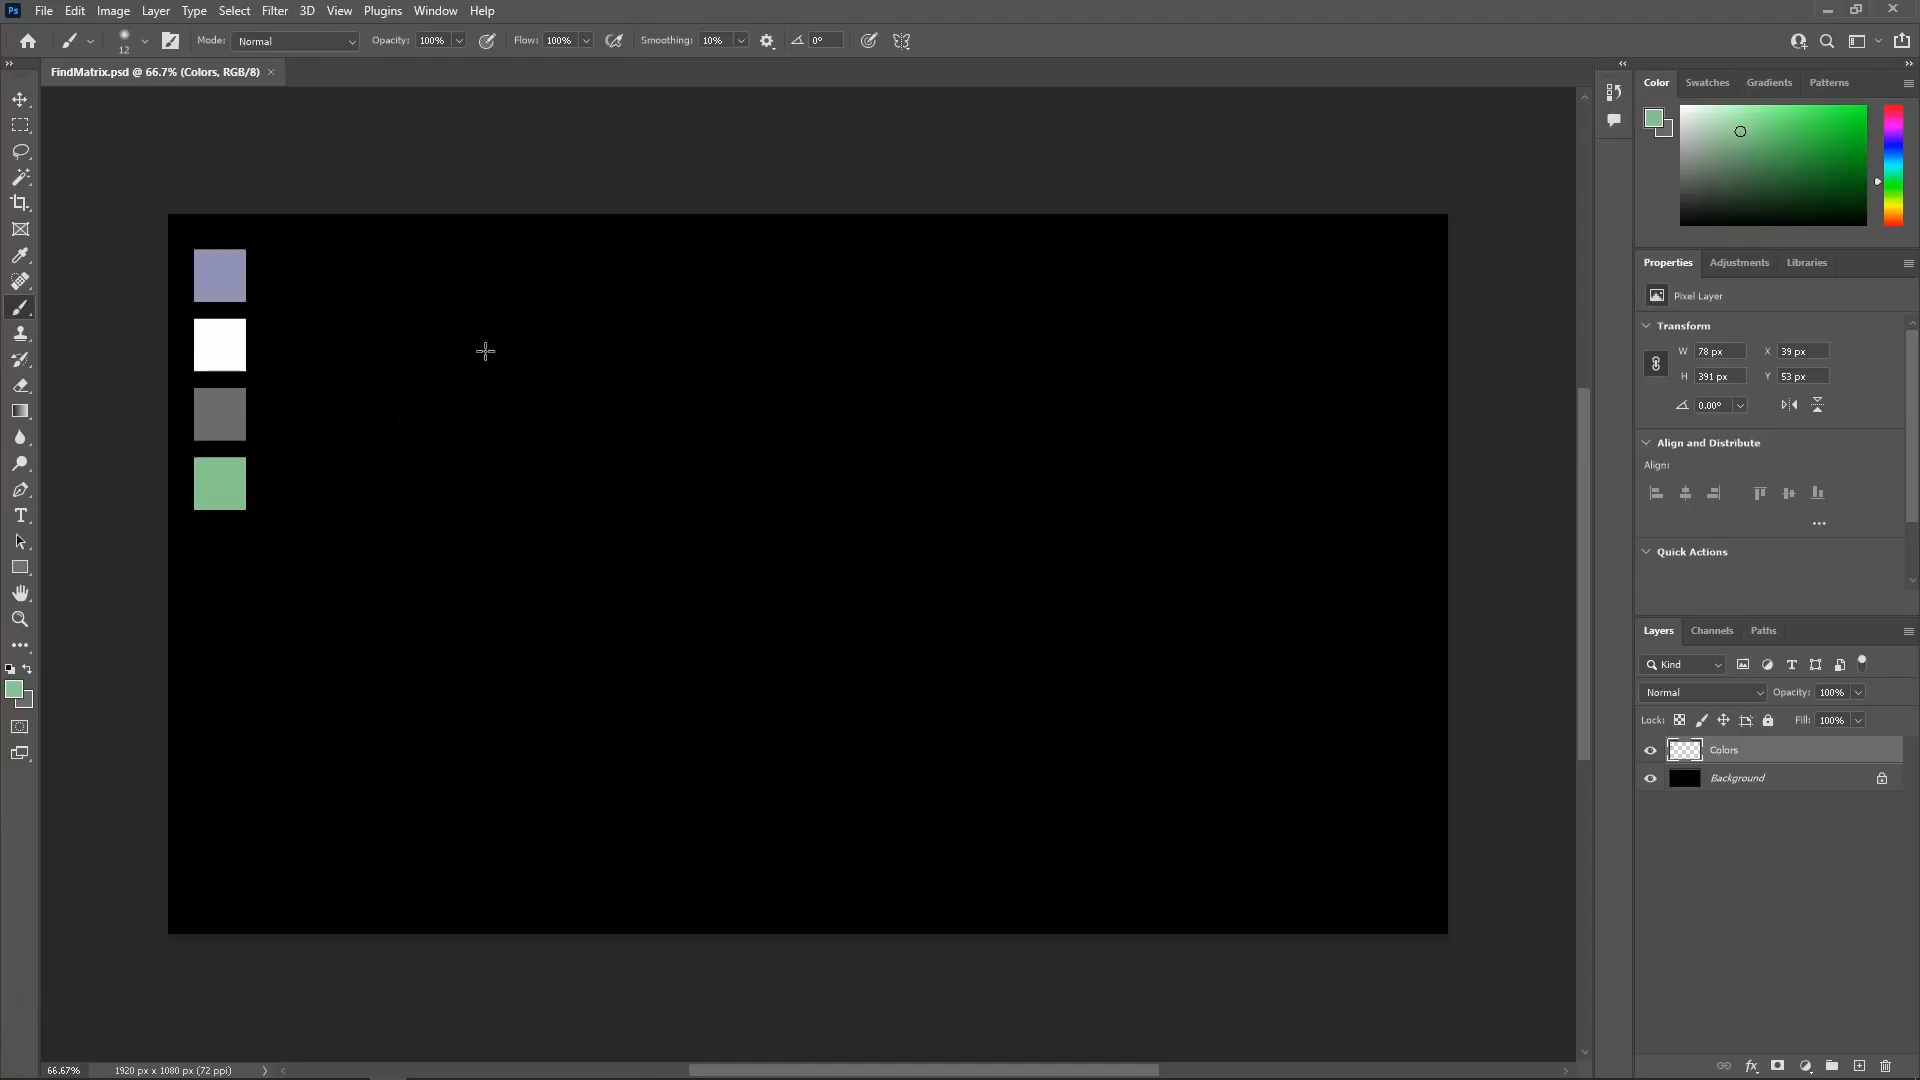 Ps File Edit Image Layer Type Select Filter 3D View Plugins Window Help
12 Mode: Normal Opacity: 100% Flow: 100% Smoothing: 10% 0°
FindMatrix.psd @ 66.7% (Colors, RGB/8) ×
Color Swatches Gradients Patterns
Properties Adjustments Libraries
Pixel Layer
Transform
W 78 px X 39 px
H 391 px Y 53 px
0.00°
Align and Distribute
Align:
Quick Actions
Layers Channels Paths
Kind
Normal Opacity: 100%
Lock: Fill: 100%
Colors
Background
66.67% 1920 px x 1080 px (72 ppi)